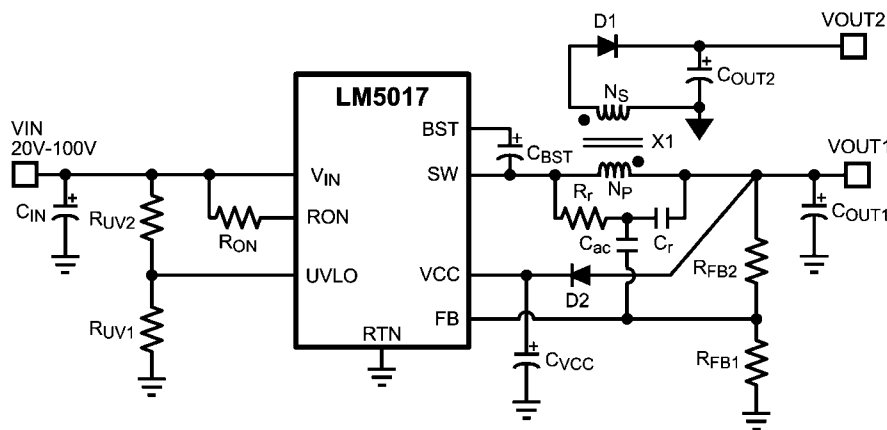 D1
VOUT2
+
COUT2
NS
LM5017
X1
BST
+
CBST
VIN
20V-100V
VOUT1
VIN
SW
NP
+
CIN
RUV2
RON
RON
Rr
Cac
Cr
+
COUT1
UVLO
VCC
D2
RFB2
RUV1
FB
RTN
+
CVCC
RFB1